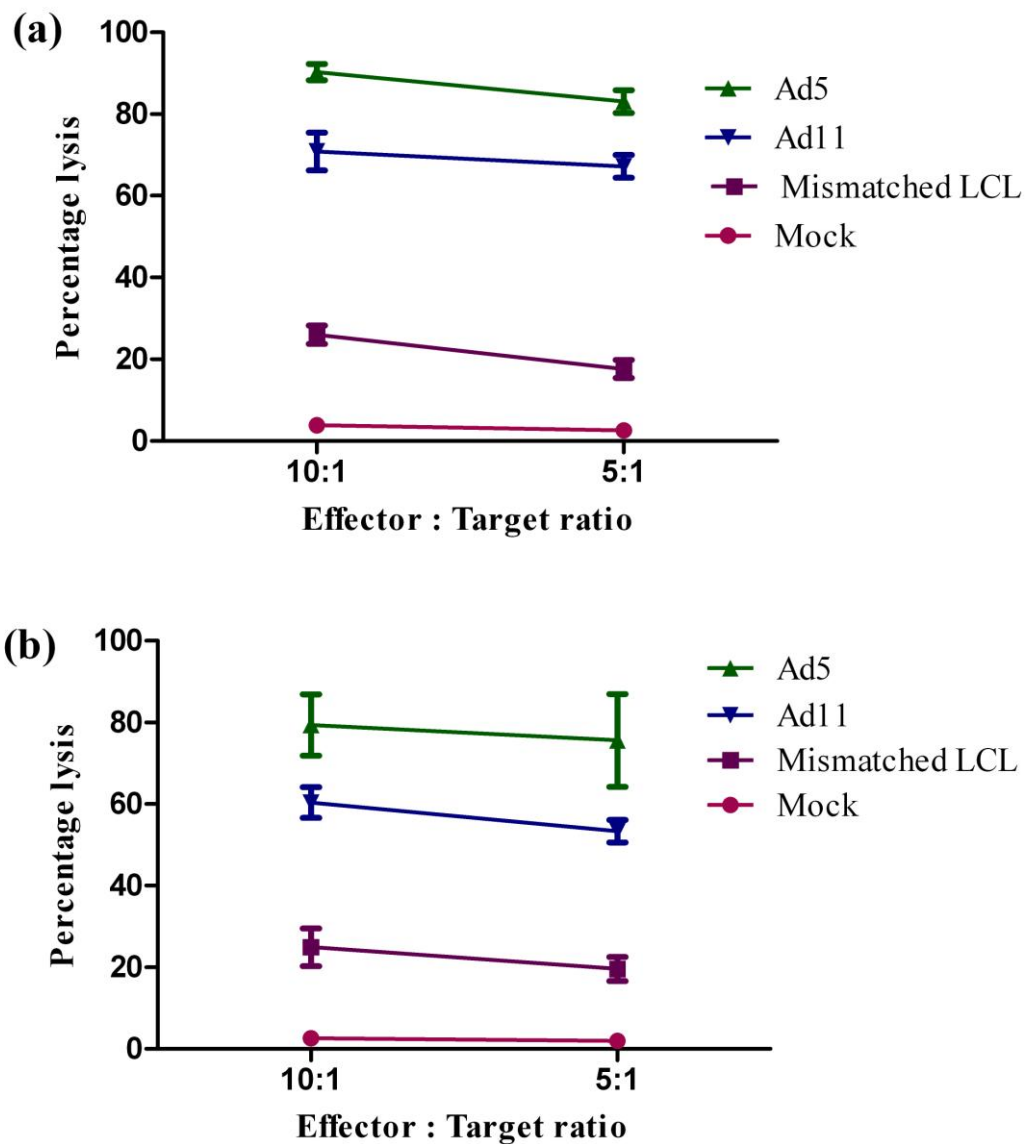 (a)
Percentage lysis
100
80
60
40
20
0
10:1
5:1
Effector : Target ratio
Ad5
Ad11
Mismatched LCL
Mock
(b)
Percentage lysis
100
80
60
40
20
0
10:1
5:1
Effector : Target ratio
Ad5
Ad11
Mismatched LCL
Mock